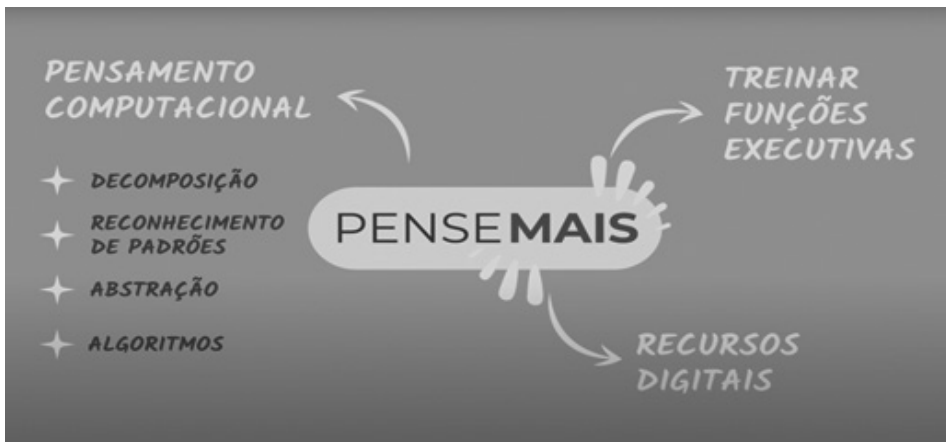 PENSAMENTO
COMPUTACIONAL
DECOMPOSIÇÃO
RECONHECIMENTO
DE PADRÕES
ABSTRAÇÃO
ALGORITMOS
PENSEMAIS
TREINAR
FUNÇÕES
EXECUTIVAS
RECURSOS
DIGITAIS